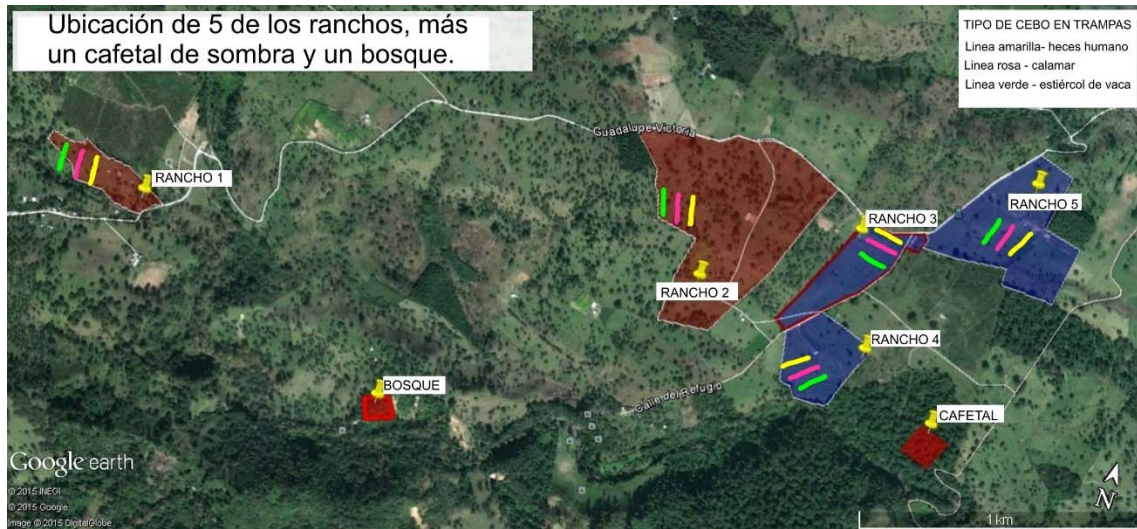 Ubicación de 5 de los ranchos, más
un cafetal de sombra y un bosque.
TIPO DE CEBO EN TRAMPAS
Linea amarilla- heces humano
Linea rosa - calamar
Linea verde - estiércol de vaca
Guadalupe Victoria
RANCHO 1
RANCHO 5
RANCHO 3
RANCHO 2
RANCHO 4
BOSQUE
Calle del Refugio
CAFETAL
Google earth
© 2015 INEGI
© 2015 Google
Image © 2015 DigitalGlobe
N
1 km